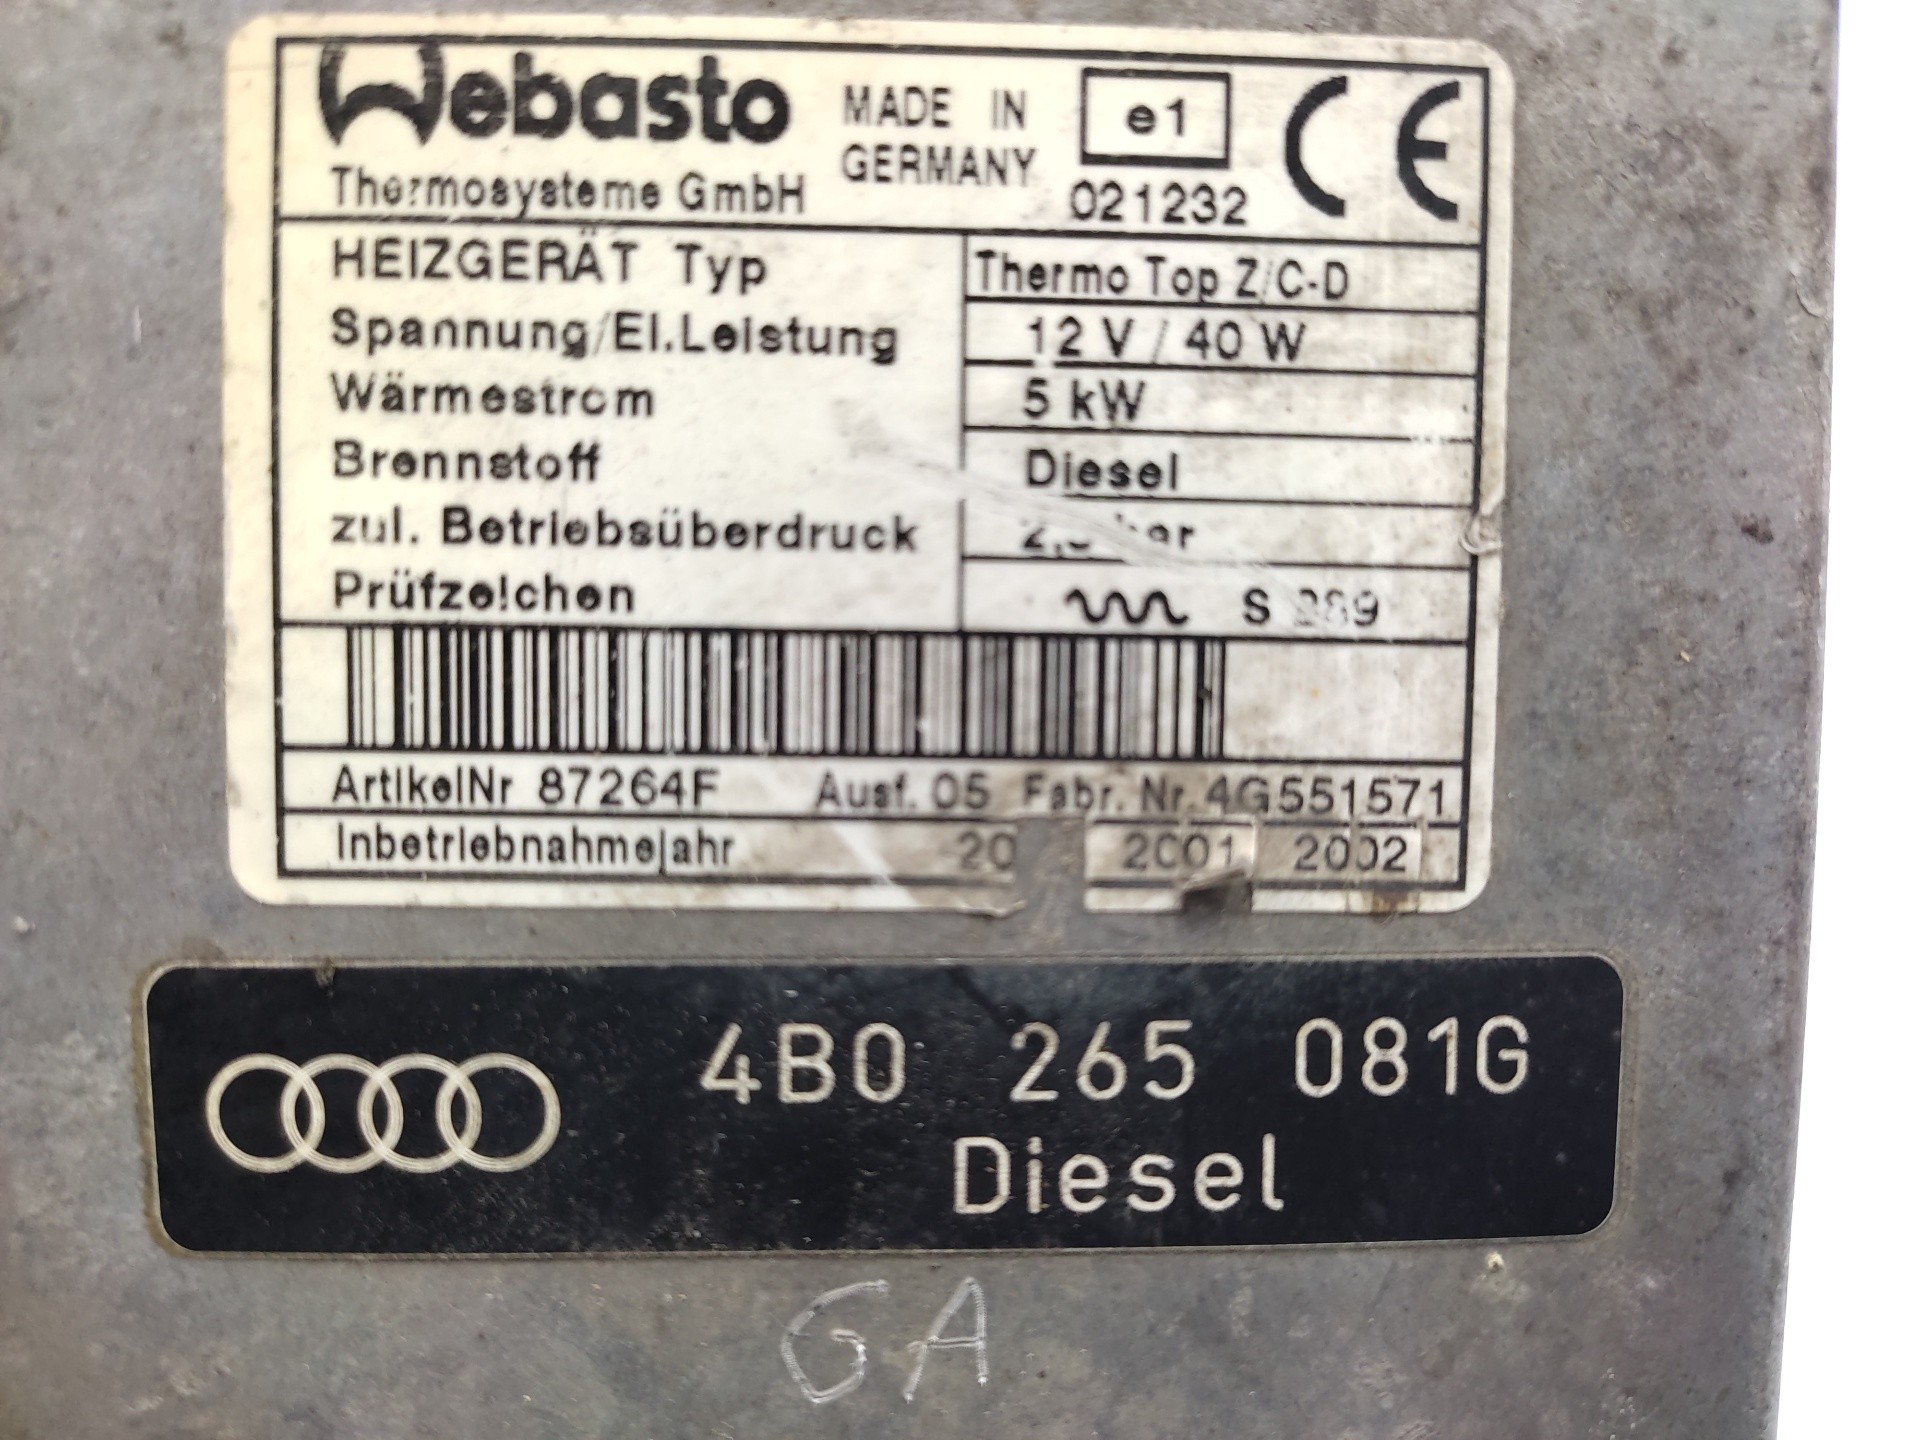 Webasto
Thermosysteme GmbH
MADE IN
GERMANY
e1
021232
CE
HEIZGERÄT Typ Thermo Top Z/C-D
Spannung/El.Leistung 12 V / 40 W
Wärmestrom 5 kW
Brennstoff Diesel
zul. Betriebsüberdruck bar
Prüfzeichen S 289
ArtikelNr 87264F Ausf. 05 Fabr. Nr. 4G551571
Inbetriebnahmejahr 2001 2002
4B0 265 081G
Diesel
GA